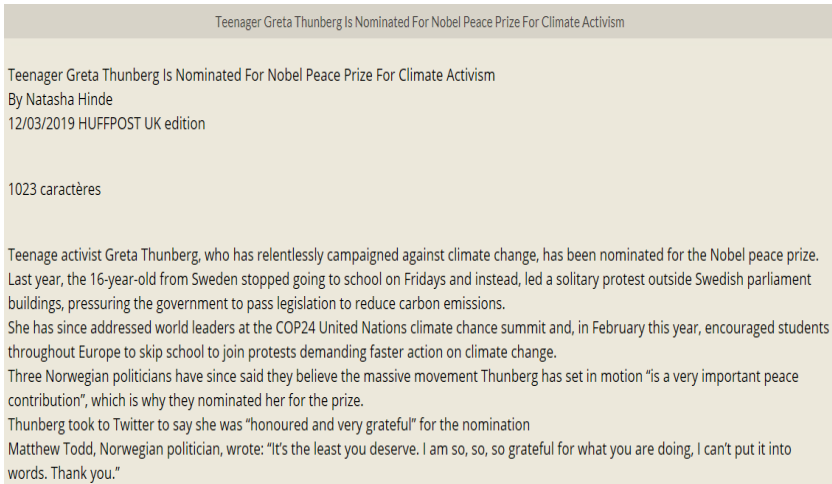 Teenager Greta Thunberg Is Nominated For Nobel Peace Prize For Climate Activism
Teenager Greta Thunberg Is Nominated For Nobel Peace Prize For Climate Activism
By Natasha Hinde
12/03/2019 HUFFPOST UK edition
1023 caractères
Teenage activist Greta Thunberg, who has relentlessly campaigned against climate change, has been nominated for the Nobel peace prize.
Last year, the 16-year-old from Sweden stopped going to school on Fridays and instead, led a solitary protest outside Swedish parliament
buildings, pressuring the government to pass legislation to reduce carbon emissions.
She has since addressed world leaders at the COP24 United Nations climate chance summit and, in February this year, encouraged students
throughout Europe to skip school to join protests demanding faster action on climate change.
Three Norwegian politicians have since said they believe the massive movement Thunberg has set in motion “is a very important peace
contribution”, which is why they nominated her for the prize.
Thunberg took to Twitter to say she was “honoured and very grateful” for the nomination
Matthew Todd, Norwegian politician, wrote: “It’s the least you deserve. I am so, so, so grateful for what you are doing, I can’t put it into
words. Thank you.”